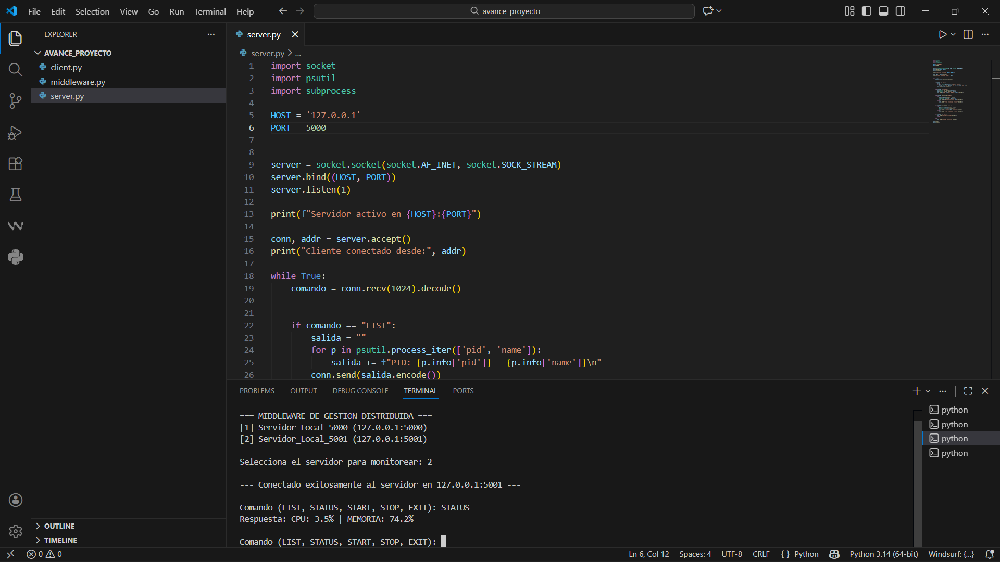 File Edit Selection View Go Run Terminal Help
avance_proyecto
EXPLORER
AVANCE_PROYECTO
client.py
middleware.py
server.py
OUTLINE
TIMELINE
server.py
server.py > ...
1 import socket
2 import psutil
3 import subprocess
4
5 HOST = '127.0.0.1'
6 PORT = 5000
7
8
9 server = socket.socket(socket.AF_INET, socket.SOCK_STREAM)
10 server.bind((HOST, PORT))
11 server.listen(1)
12
13 print(f"Servidor activo en {HOST}:{PORT}")
14
15 conn, addr = server.accept()
16 print("Cliente conectado desde:", addr)
17
18 while True:
19 comando = conn.recv(1024).decode()
20
21
22 if comando == "LIST":
23 salida = ""
24 for p in psutil.process_iter(['pid', 'name']):
25 salida += f"PID: {p.info['pid']} - {p.info['name']}\n"
26 conn.send(salida.encode())
PROBLEMS OUTPUT DEBUG CONSOLE TERMINAL PORTS
=== MIDDLEWARE DE GESTION DISTRIBUIDA ===
[1] Servidor_Local_5000 (127.0.0.1:5000)
[2] Servidor_Local_5001 (127.0.0.1:5001)
Selecciona el servidor para monitorear: 2
--- Conectado exitosamente al servidor en 127.0.0.1:5001 ---
Comando (LIST, STATUS, START, STOP, EXIT): STATUS
Respuesta: CPU: 3.5% | MEMORIA: 74.2%
Comando (LIST, STATUS, START, STOP, EXIT):
python
python
python
python
0 0
Ln 6, Col 12 Spaces: 4 UTF-8 CRLF {} Python Python 3.14 (64-bit) Windsurf: {...}